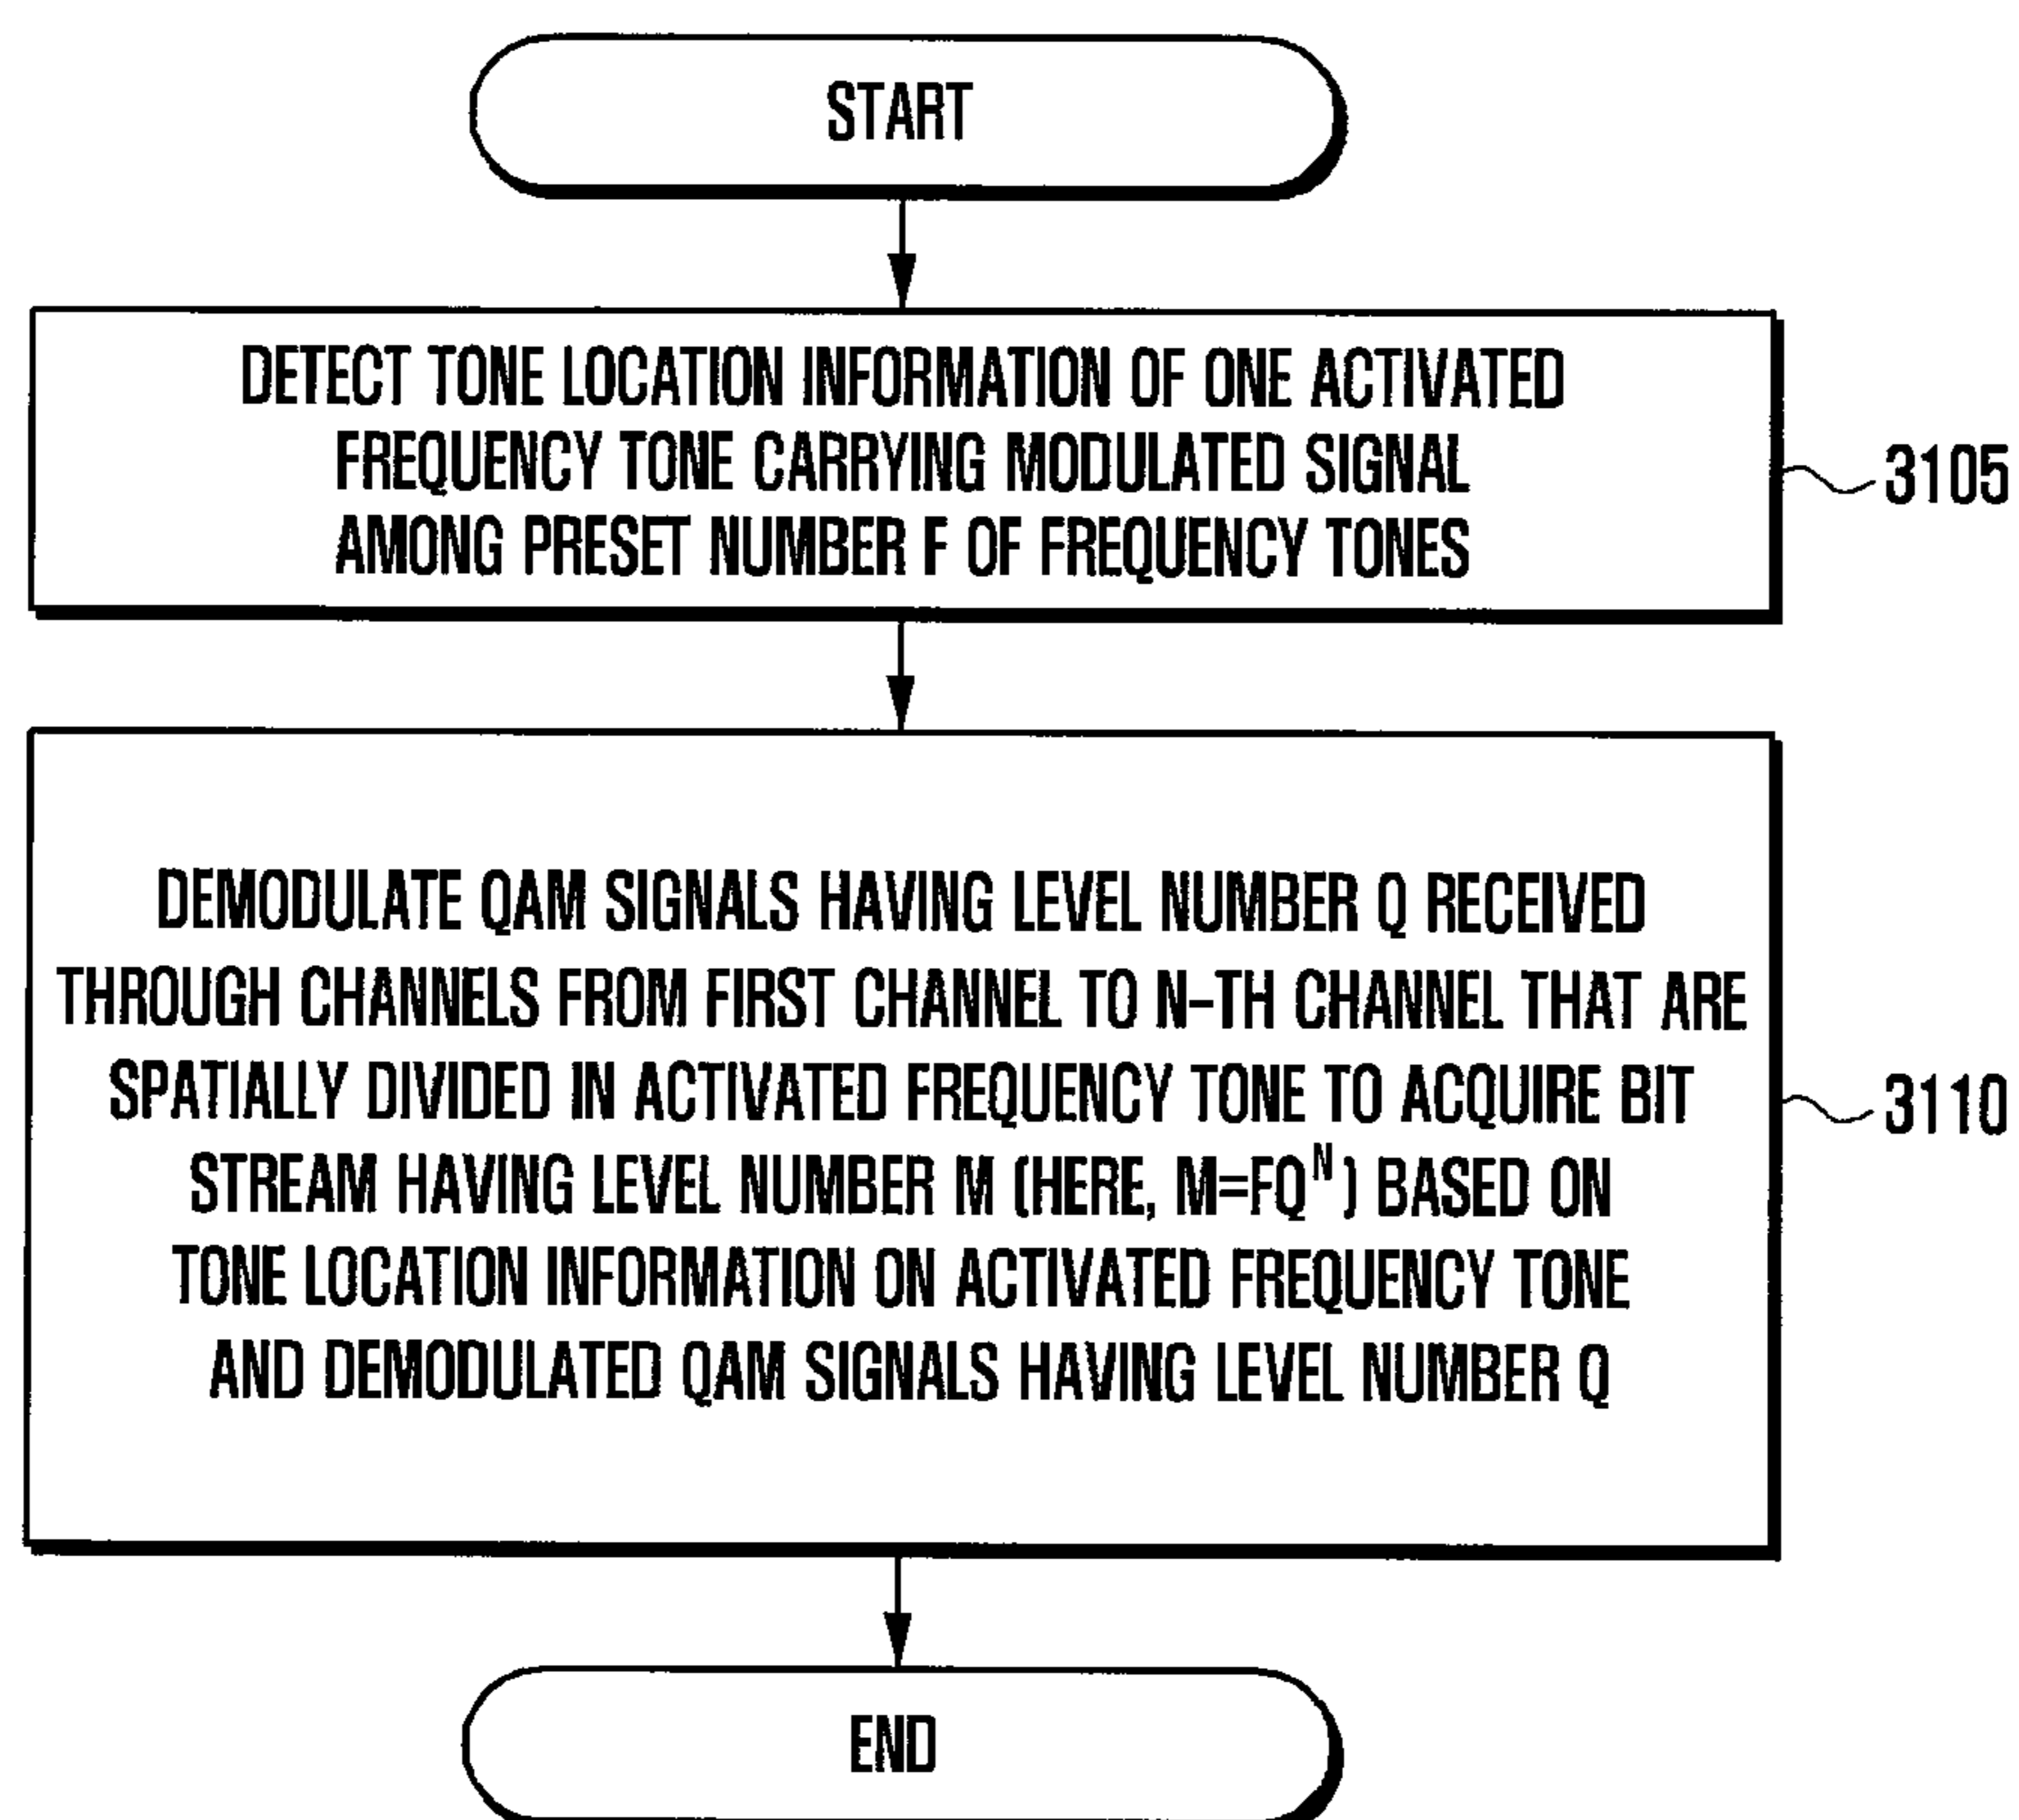 START
DETECT TONE LOCATION INFORMATION OF ONE ACTIVATED
FREQUENCY TONE CARRYING MODULATED SIGNAL
AMONG PRESET NUMBER F OF FREQUENCY TONES
3105
DEMODULATE QAM SIGNALS HAVING LEVEL NUMBER Q RECEIVED
THROUGH CHANNELS FROM FIRST CHANNEL TO N-TH CHANNEL THAT ARE
SPATIALLY DIVIDED IN ACTIVATED FREQUENCY TONE TO ACQUIRE BIT
STREAM HAVING LEVEL NUMBER M (HERE, M=FQᴺ) BASED ON
TONE LOCATION INFORMATION ON ACTIVATED FREQUENCY TONE
AND DEMODULATED QAM SIGNALS HAVING LEVEL NUMBER Q
3110
END